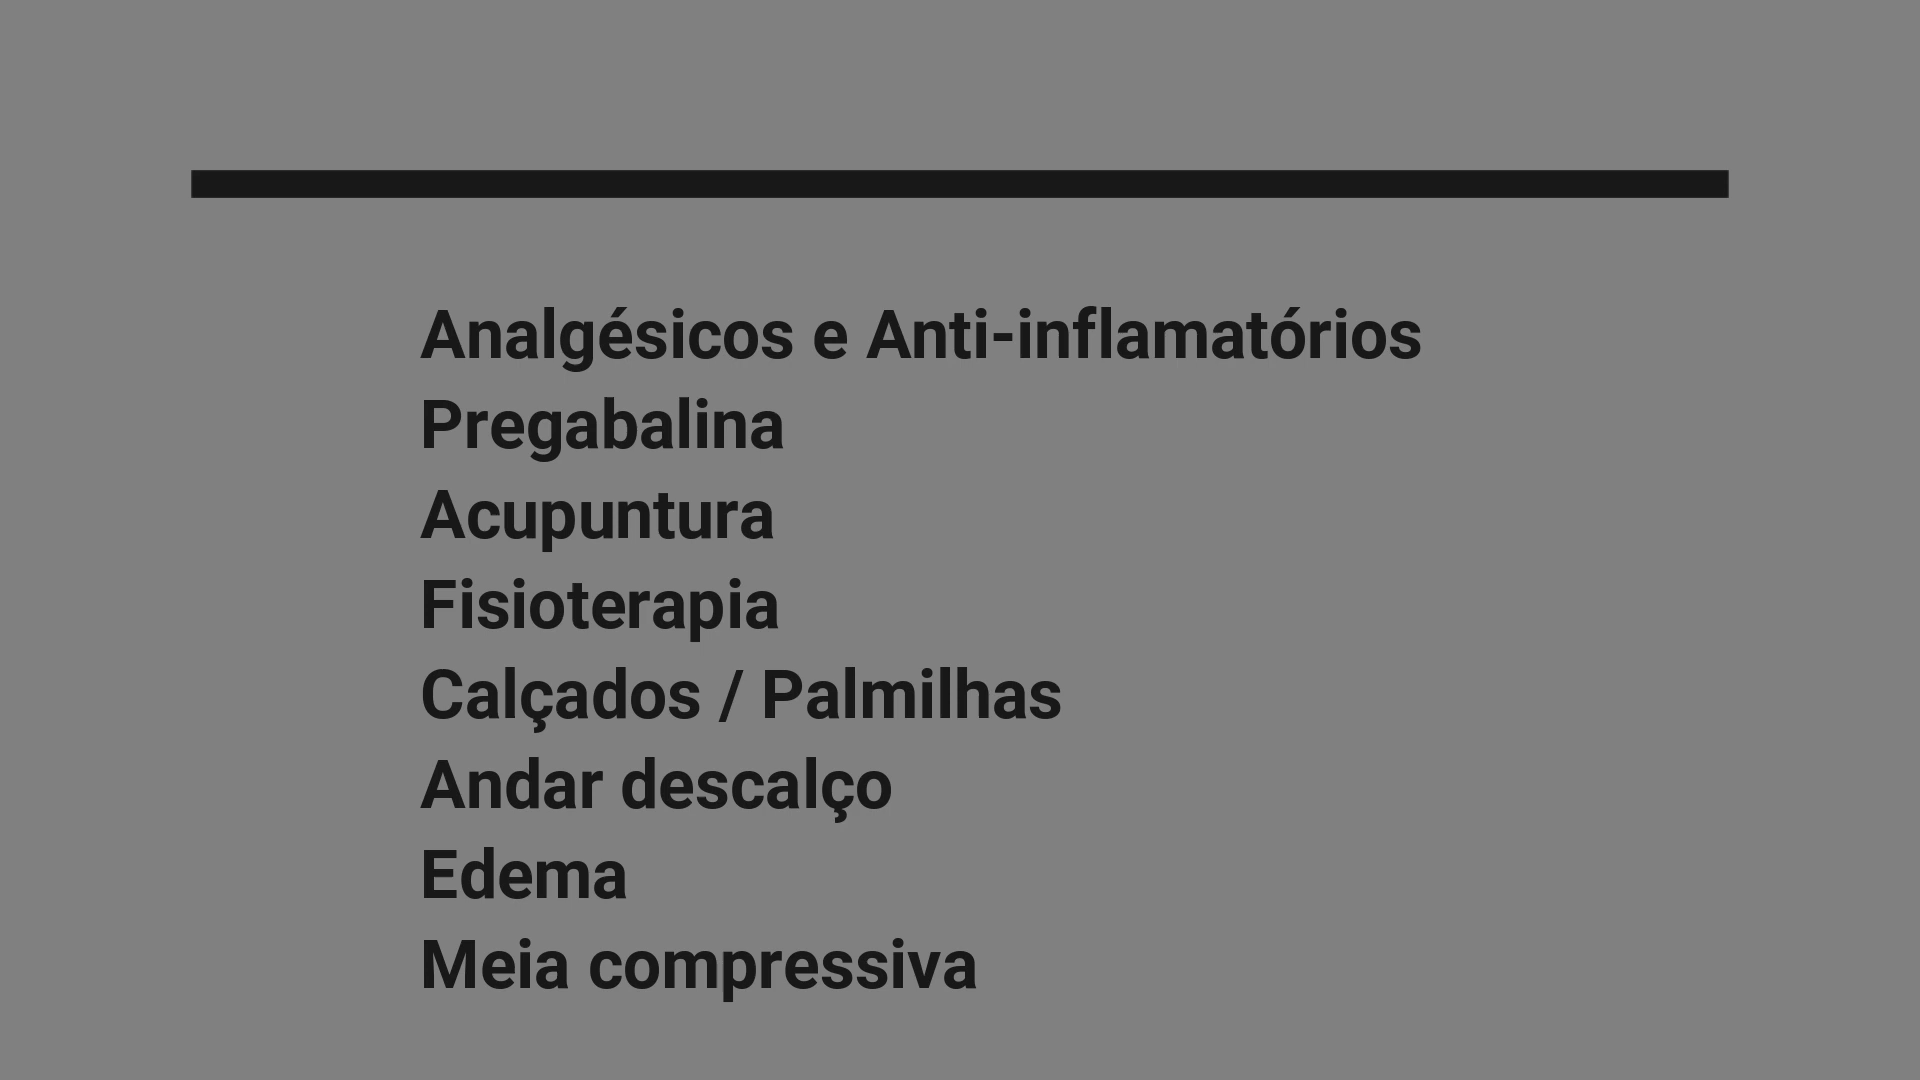 Analgésicos e Anti-inflamatórios
Pregabalina
Acupuntura
Fisioterapia
Calçados / Palmilhas
Andar descalço
Edema
Meia compressiva